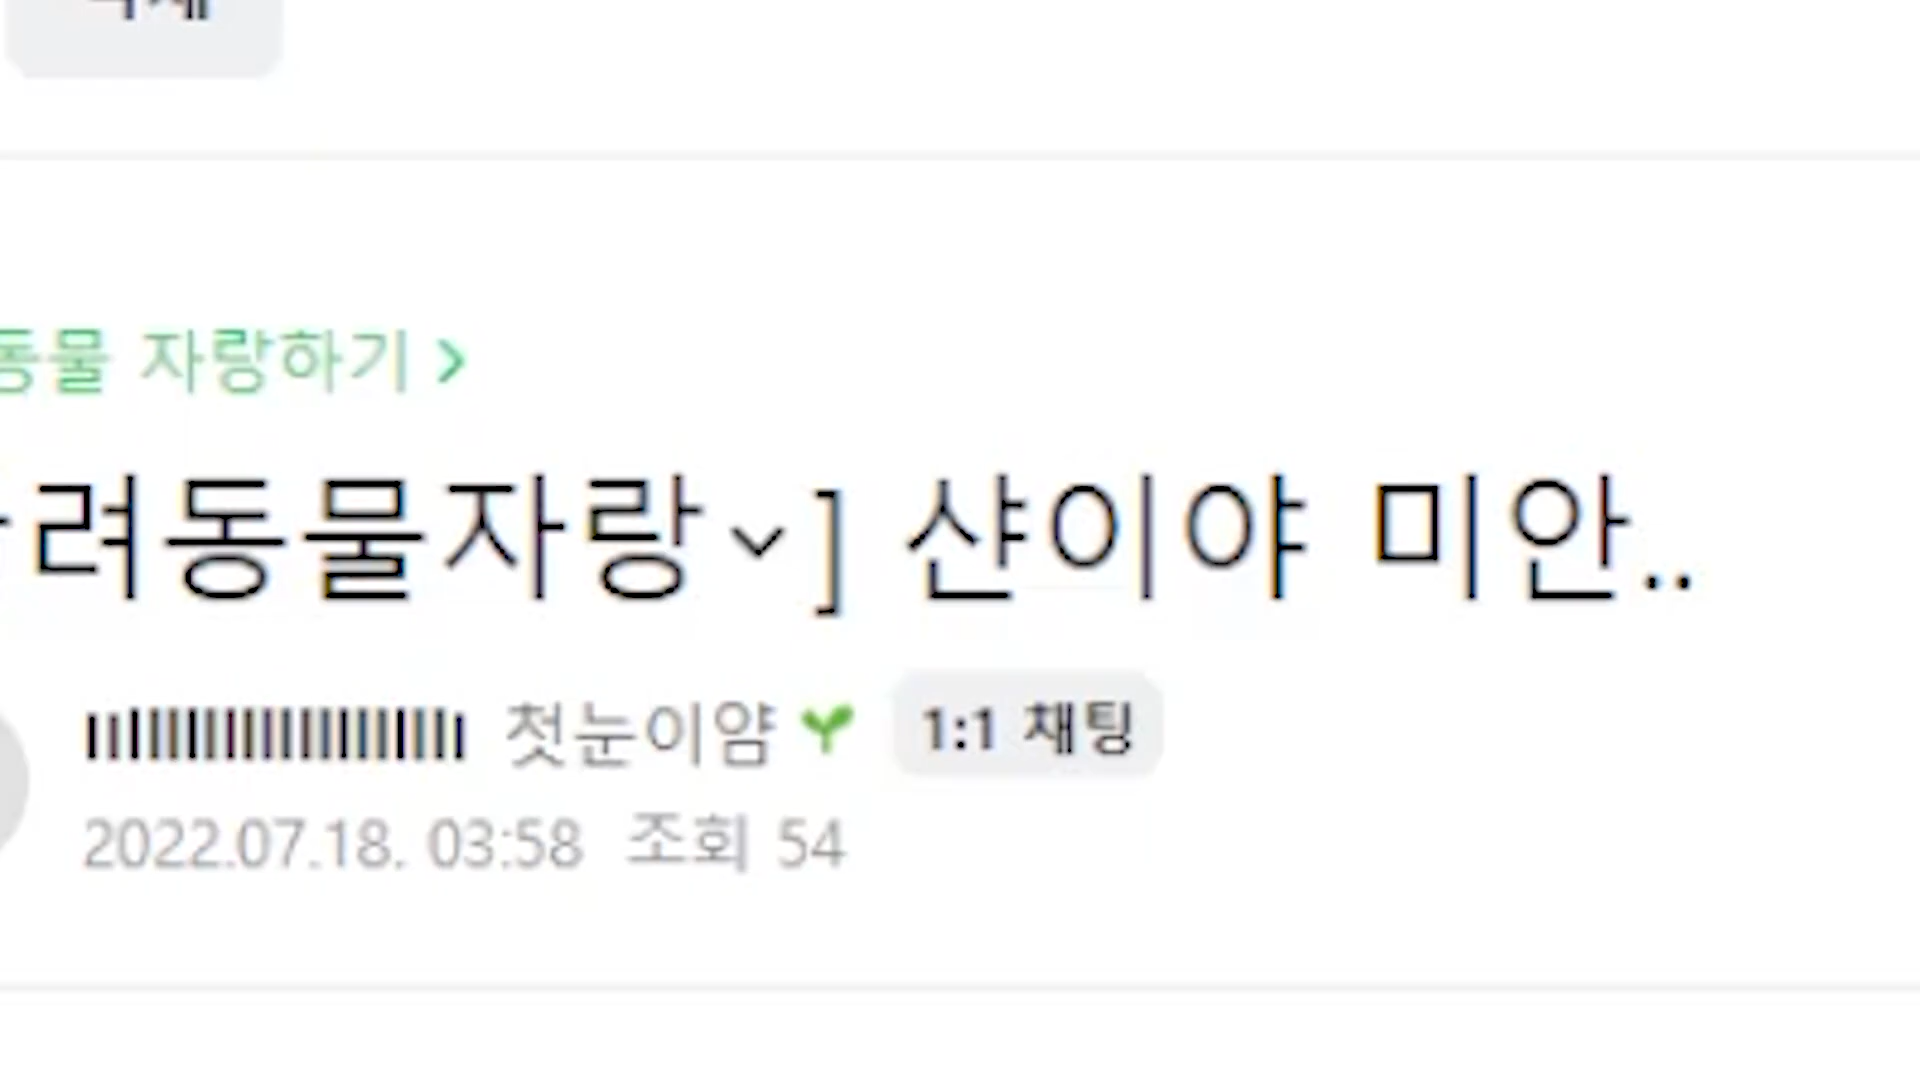 동물 자랑하기 >
려동물자랑⌄] 샨이야 미안..
첫눈이얌 1:1 채팅
2022.07.18. 03:58 조회 54